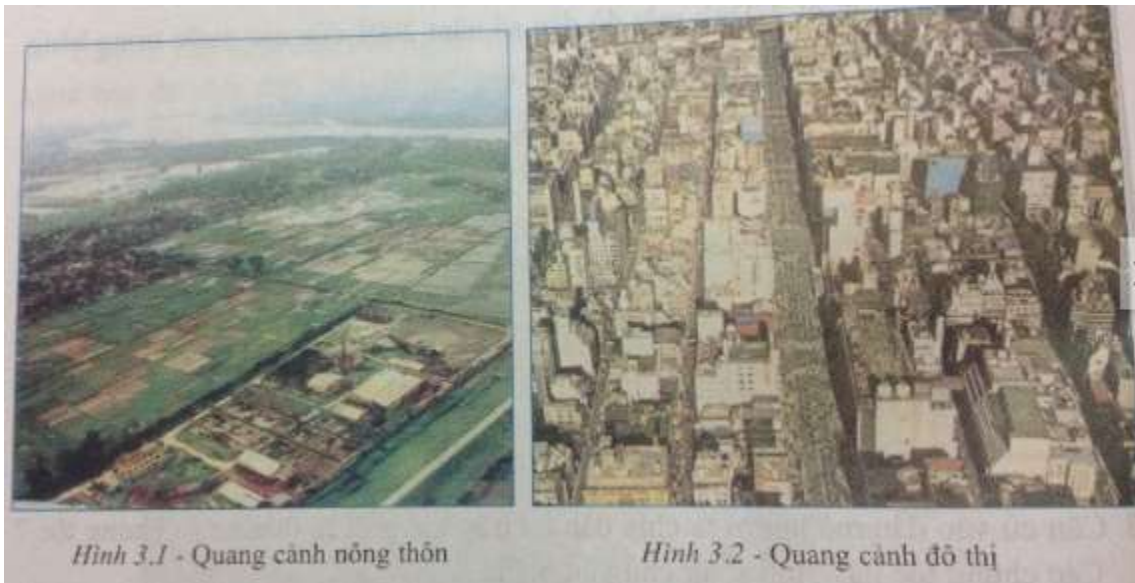 Hình 3.1 - Quang cảnh nông thôn
Hình 3.2 - Quang cảnh đô thị